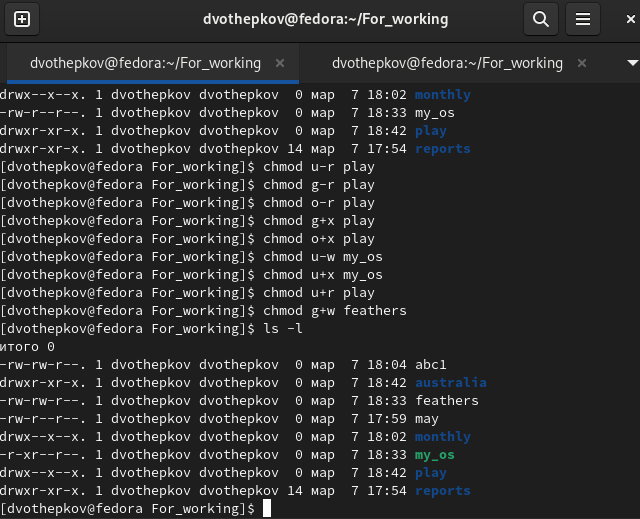 dvothepkov@fedora:~/For_working
dvothepkov@fedora:~/For_working × dvothepkov@fedora:~/For_working ×
drwx--x--x. 1 dvothepkov dvothepkov  0 мар  7 18:02 monthly
-rw-r--r--. 1 dvothepkov dvothepkov  0 мар  7 18:33 my_os
drwxr-xr-x. 1 dvothepkov dvothepkov  0 мар  7 18:42 play
drwxr-xr-x. 1 dvothepkov dvothepkov 14 мар  7 17:54 reports
[dvothepkov@fedora For_working]$ chmod u-r play
[dvothepkov@fedora For_working]$ chmod g-r play
[dvothepkov@fedora For_working]$ chmod o-r play
[dvothepkov@fedora For_working]$ chmod g+x play
[dvothepkov@fedora For_working]$ chmod o+x play
[dvothepkov@fedora For_working]$ chmod u-w my_os
[dvothepkov@fedora For_working]$ chmod u+x my_os
[dvothepkov@fedora For_working]$ chmod u+r play
[dvothepkov@fedora For_working]$ chmod g+w feathers
[dvothepkov@fedora For_working]$ ls -l
итого 0
-rw-rw-r--. 1 dvothepkov dvothepkov  0 мар  7 18:04 abc1
drwxr-xr-x. 1 dvothepkov dvothepkov  0 мар  7 18:42 australia
-rw-rw-r--. 1 dvothepkov dvothepkov  0 мар  7 18:33 feathers
-rw-r--r--. 1 dvothepkov dvothepkov  0 мар  7 17:59 may
drwx--x--x. 1 dvothepkov dvothepkov  0 мар  7 18:02 monthly
-r-xr--r--. 1 dvothepkov dvothepkov  0 мар  7 18:33 my_os
drwx--x--x. 1 dvothepkov dvothepkov  0 мар  7 18:42 play
drwxr-xr-x. 1 dvothepkov dvothepkov 14 мар  7 17:54 reports
[dvothepkov@fedora For_working]$